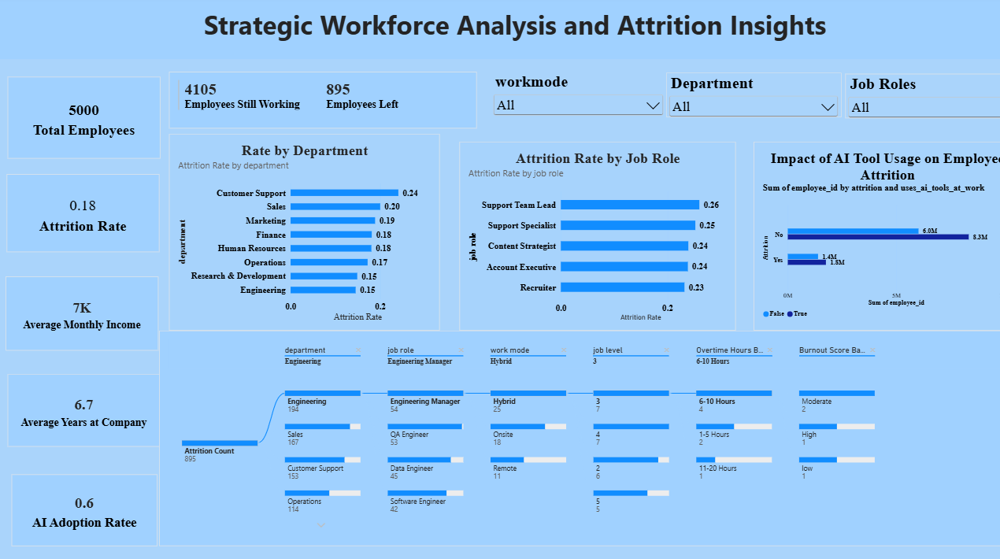 Strategic Workforce Analysis and Attrition Insights
5000
Total Employees
0.18
Attrition Rate
7K
Average Monthly Income
6.7
Average Years at Company
0.6
AI Adoption Ratee
4105
Employees Still Working
895
Employees Left
workmode
All
Department
All
Job Roles
All
Rate by Department
Attrition Rate by department
department
Customer Support 0.24
Sales 0.20
Marketing 0.19
Finance 0.18
Human Resources 0.18
Operations 0.17
Research & Development 0.15
Engineering 0.15
0.0 0.2
Attrition Rate
Attrition Rate by Job Role
Attrition Rate by job role
job role
Support Team Lead 0.26
Support Specialist 0.25
Content Strategist 0.24
Account Executive 0.24
Recruiter 0.23
0.0 0.2
Attrition Rate
Impact of AI Tool Usage on Employee
Attrition
Sum of employee_id by attrition and uses_ai_tools_at_work
Attrition
No 6.0M
8.3M
Yes 1.4M
1.8M
0M 5M
Sum of employee_id
False True
Attrition Count
895
department
Engineering
Engineering
194
Sales
167
Customer Support
153
Operations
114
job role
Engineering Manager
Engineering Manager
54
QA Engineer
53
Data Engineer
45
Software Engineer
42
work mode
Hybrid
Hybrid
25
Onsite
18
Remote
11
job level
3
3
7
4
7
2
6
5
5
Overtime Hours B...
6-10 Hours
6-10 Hours
4
1-5 Hours
2
11-20 Hours
1
Burnout Score Ba...
Moderate
2
High
1
low
1